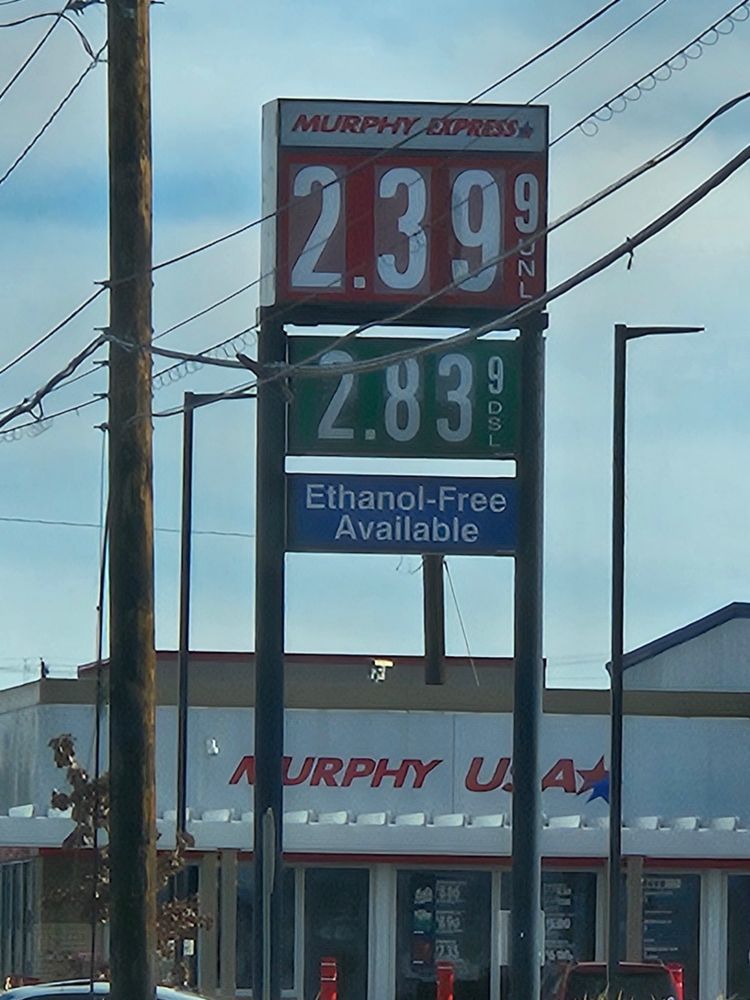 MURPHY EXPRESS
2.39 9
UNL
2.83 9
DSL
Ethanol-Free
Available
MURPHY USA